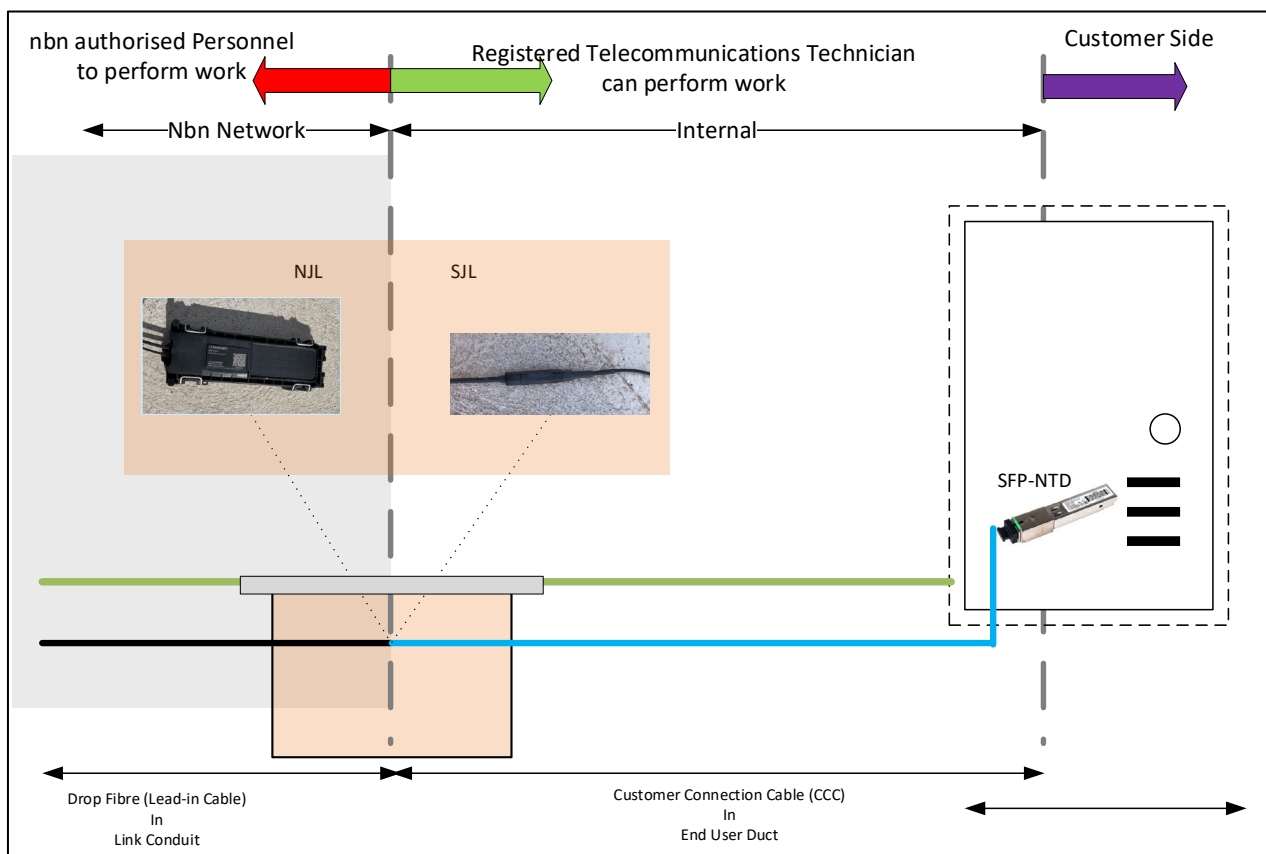 nbn authorised Personnel
to perform work
Registered Telecommunications Technician
can perform work
Customer Side
Nbn Network
Internal
NJL
SJL
SFP-NTD
Drop Fibre (Lead-in Cable)
In
Link Conduit
Customer Connection Cable (CCC)
In
End User Duct